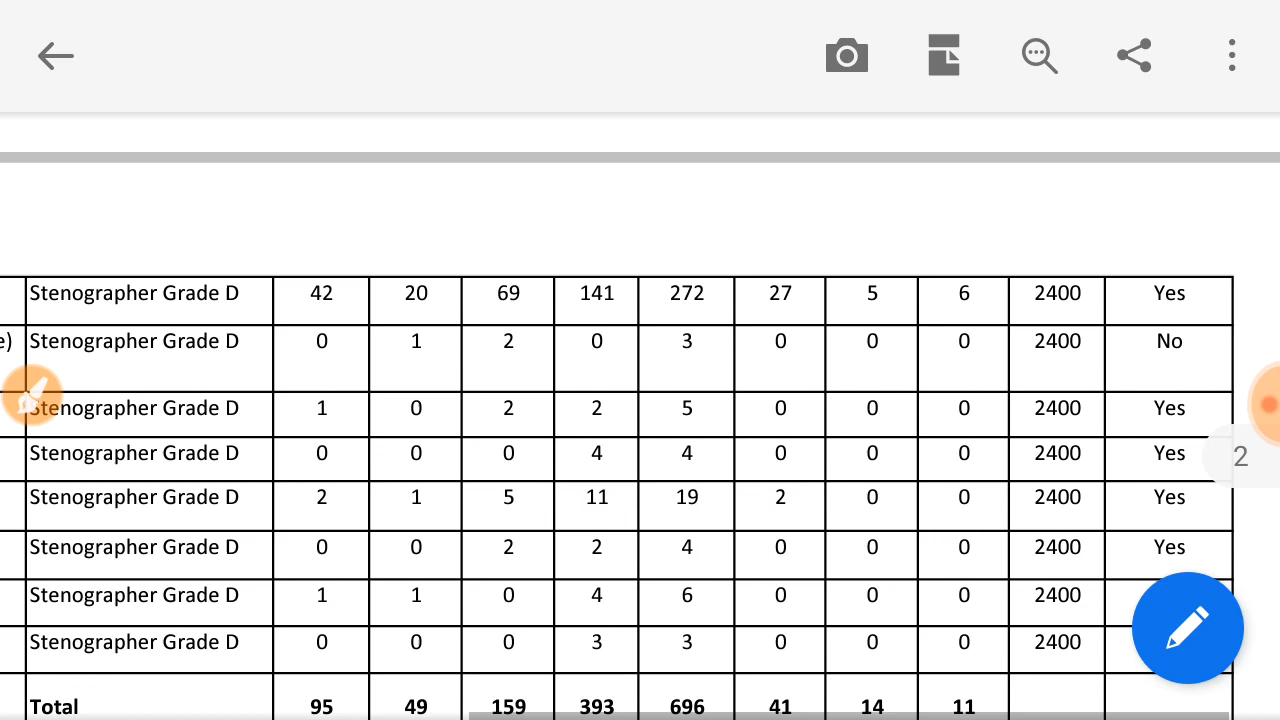 Stenographer Grade D 42 20 69 141 272 27 5 6 2400 Yes
e) Stenographer Grade D 0 1 2 0 3 0 0 0 2400 No
Stenographer Grade D 1 0 2 2 5 0 0 0 2400 Yes
Stenographer Grade D 0 0 0 4 4 0 0 0 2400 Yes
2
Stenographer Grade D 2 1 5 11 19 2 0 0 2400 Yes
Stenographer Grade D 0 0 2 2 4 0 0 0 2400 Yes
Stenographer Grade D 1 1 0 4 6 0 0 0 2400
Stenographer Grade D 0 0 0 3 3 0 0 0 2400
Total 95 49 159 393 696 41 14 11